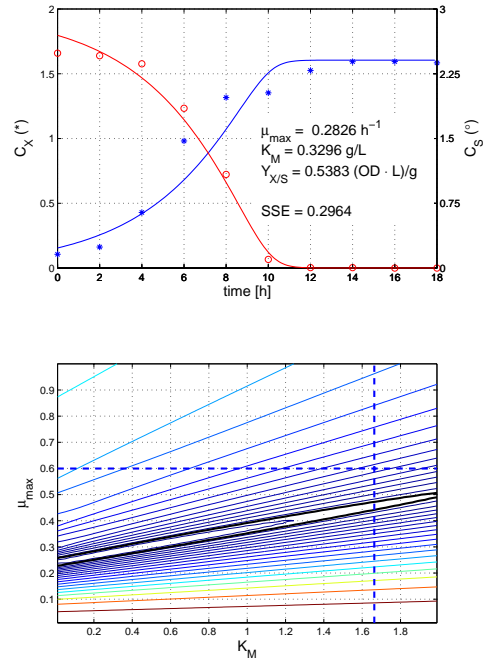 2 3
1.5 2.25
1 1.5
0.5 0.75
0 0
C_X (*)
C_S (°)
μ_max = 0.2826 h⁻¹
K_M = 0.3296 g/L
Y_X/S = 0.5383 (OD · L)/g
SSE = 0.2964
0 2 4 6 8 10 12 14 16 18
time [h]
0.9
0.8
0.7
0.6
0.5
0.4
0.3
0.2
0.1
μ_max
0.2 0.4 0.6 0.8 1 1.2 1.4 1.6 1.8
K_M